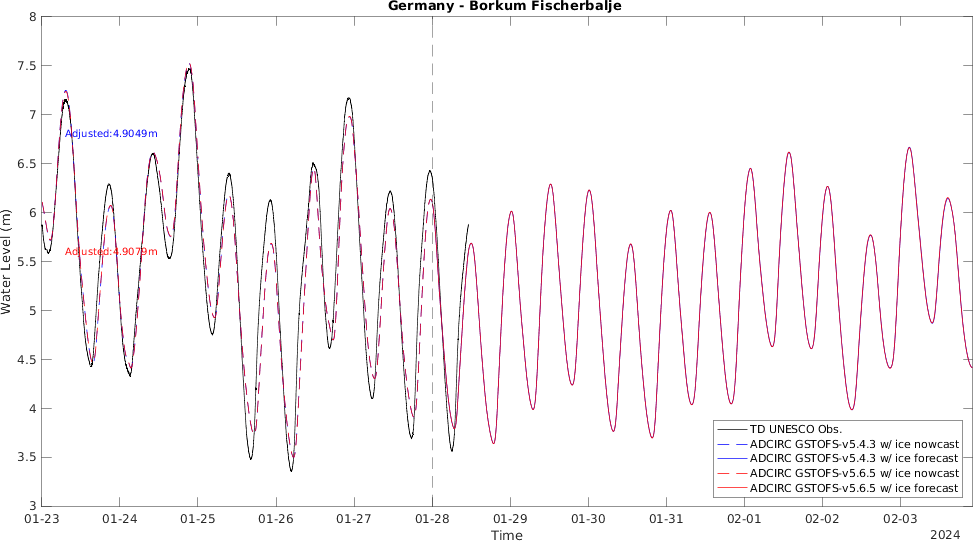 Germany - Borkum Fischerbalje
8
7.5
7
6.5
6
5.5
5
4.5
4
3.5
3
Water Level (m)
Adjusted:4.9049m
Adjusted:4.9079m
TD UNESCO Obs.
ADCIRC GSTOFS-v5.4.3 w/ ice nowcast
ADCIRC GSTOFS-v5.4.3 w/ ice forecast
ADCIRC GSTOFS-v5.6.5 w/ ice nowcast
ADCIRC GSTOFS-v5.6.5 w/ ice forecast
01-23 01-24 01-25 01-26 01-27 01-28 01-29 01-30 01-31 02-01 02-02 02-03
Time
2024